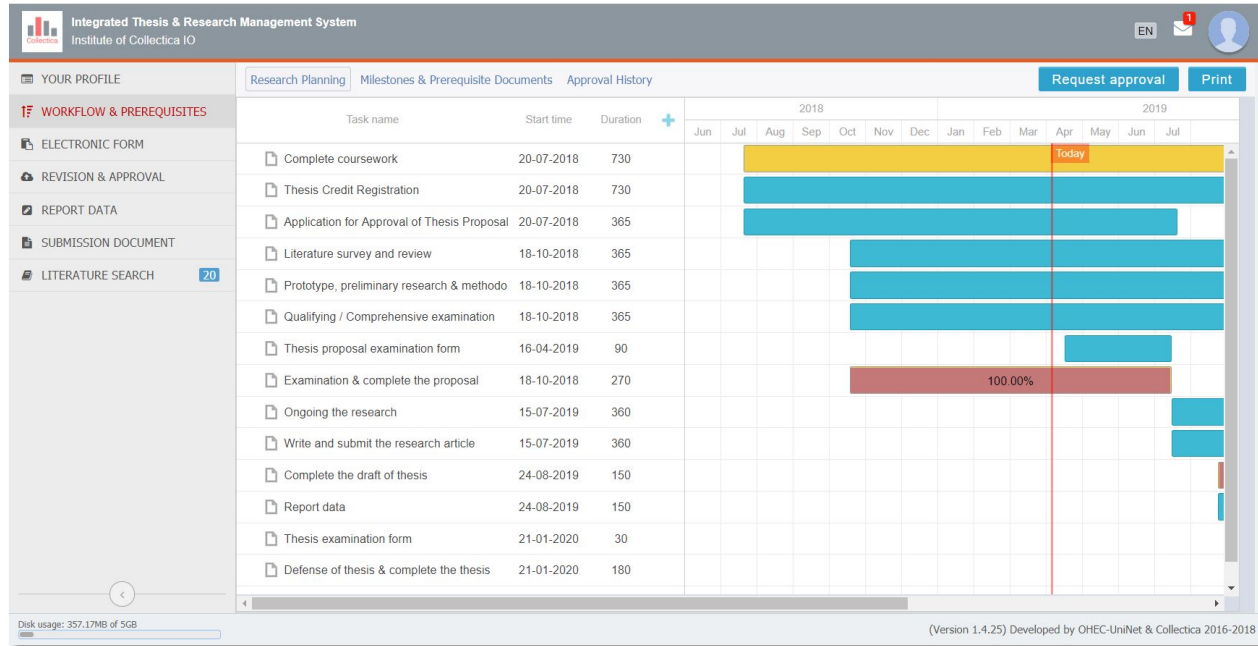 Integrated Thesis & Research Management System
Institute of Collectica IO
Collectica
EN
1
YOUR PROFILE
WORKFLOW & PREREQUISITES
ELECTRONIC FORM
REVISION & APPROVAL
REPORT DATA
SUBMISSION DOCUMENT
LITERATURE SEARCH 20
Research Planning Milestones & Prerequisite Documents Approval History Request approval Print
Task name Start time Duration
2018 2019
Jun Jul Aug Sep Oct Nov Dec Jan Feb Mar Apr May Jun Jul
Today
Complete coursework 20-07-2018 730
Thesis Credit Registration 20-07-2018 730
Application for Approval of Thesis Proposal 20-07-2018 365
Literature survey and review 18-10-2018 365
Prototype, preliminary research & methodo 18-10-2018 365
Qualifying / Comprehensive examination 18-10-2018 365
Thesis proposal examination form 16-04-2019 90
Examination & complete the proposal 18-10-2018 270 100.00%
Ongoing the research 15-07-2019 360
Write and submit the research article 15-07-2019 360
Complete the draft of thesis 24-08-2019 150
Report data 24-08-2019 150
Thesis examination form 21-01-2020 30
Defense of thesis & complete the thesis 21-01-2020 180
Disk usage: 357.17MB of 5GB
(Version 1.4.25) Developed by OHEC-UniNet & Collectica 2016-2018